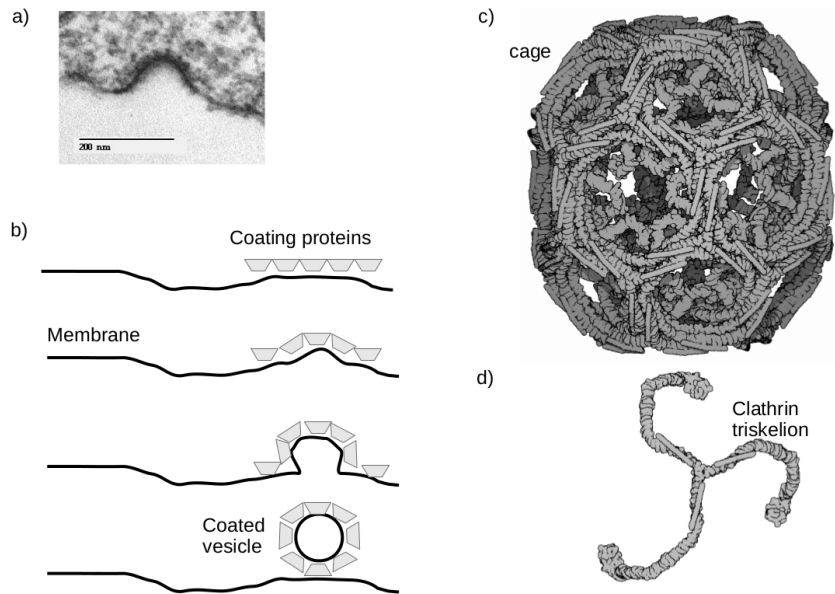 a)
200 nm
b)
Coating proteins
Membrane
Coated
vesicle
c)
cage
d)
Clathrin
triskelion